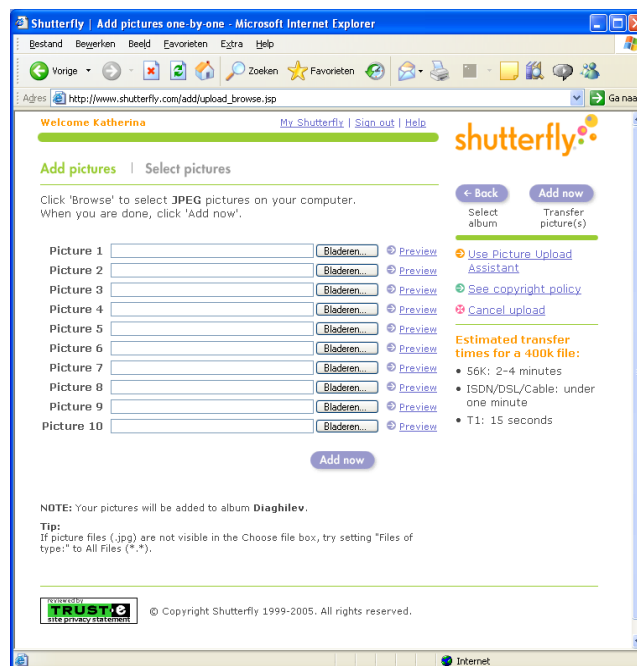 Shutterfly | Add pictures one-by-one - Microsoft Internet Explorer
Bestand Bewerken Beeld Favorieten Extra Help
Vorige Zoeken Favorieten
Adres http://www.shutterfly.com/add/upload_browse.jsp Ga naa
Welcome Katherina My Shutterfly | Sign out | Help
shutterfly
Add pictures | Select pictures
Click 'Browse' to select JPEG pictures on your computer.
When you are done, click 'Add now'.
Back Add now
Select album Transfer picture(s)
Picture 1 Bladeren... Preview
Picture 2 Bladeren... Preview
Picture 3 Bladeren... Preview
Picture 4 Bladeren... Preview
Picture 5 Bladeren... Preview
Picture 6 Bladeren... Preview
Picture 7 Bladeren... Preview
Picture 8 Bladeren... Preview
Picture 9 Bladeren... Preview
Picture 10 Bladeren... Preview
Add now
Use Picture Upload
Assistant
See copyright policy
Cancel upload
Estimated transfer
times for a 400k file:
• 56K: 2-4 minutes
• ISDN/DSL/Cable: under
one minute
• T1: 15 seconds
NOTE: Your pictures will be added to album Diaghilev.
Tip:
If picture files (.jpg) are not visible in the Choose file box, try setting "Files of
type:" to All Files (*.*).
reviewed by
TRUST e
site privacy statement
© Copyright Shutterfly 1999-2005. All rights reserved.
Internet